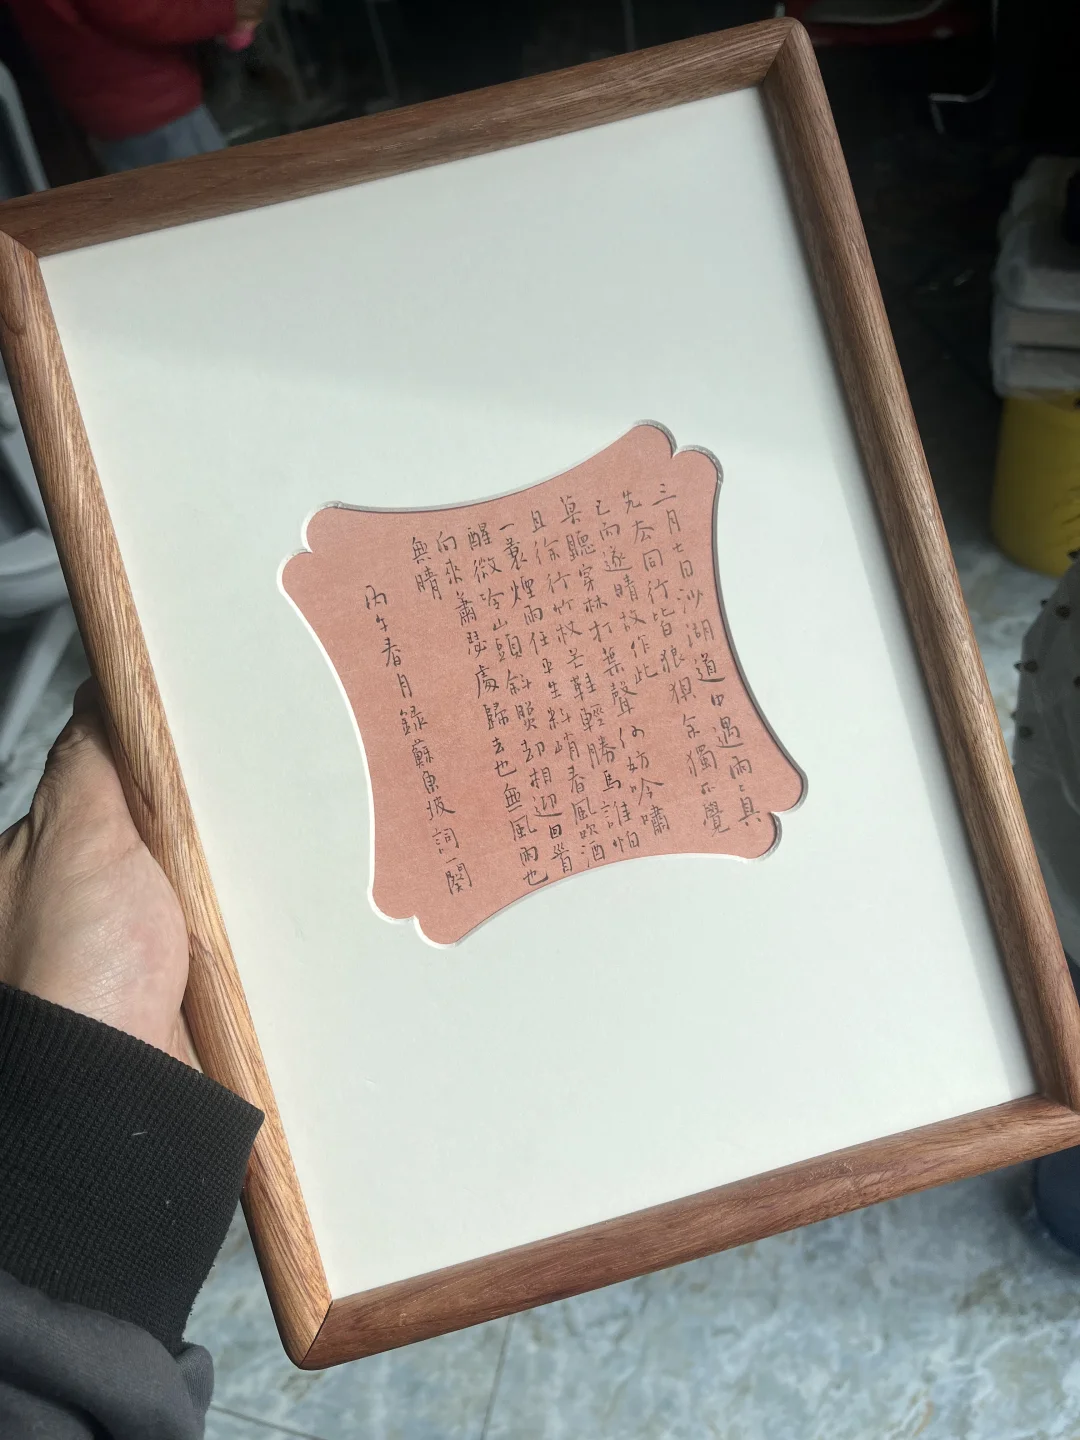 三月七日沙湖道中遇雨〻具
先去同行皆狼狽余獨不覺
已而遂晴故作此
莫聽穿林打葉聲何妨吟嘯
且徐行竹杖芒鞋輕勝馬誰怕
一蓑煙雨任平生料峭春風吹酒
醒微冷山頭斜照却相迎回首
向來蕭瑟處歸去也無風雨也
無晴
丙午春月錄蘇東坡詞一闋